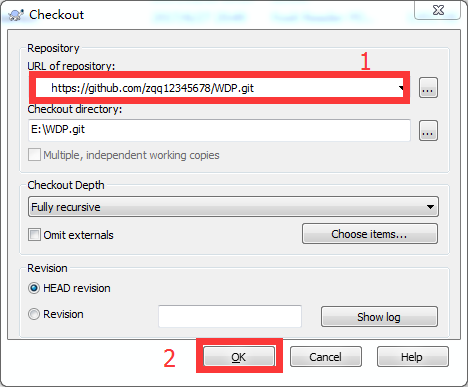 Checkout
Repository
URL of repository:
1
https://github.com/zqq12345678/WDP.git
...
Checkout directory:
E:\WDP.git
...
Multiple, independent working copies
Checkout Depth
Fully recursive
Omit externals
Choose items...
Revision
HEAD revision
Revision
Show log
2
OK
Cancel
Help